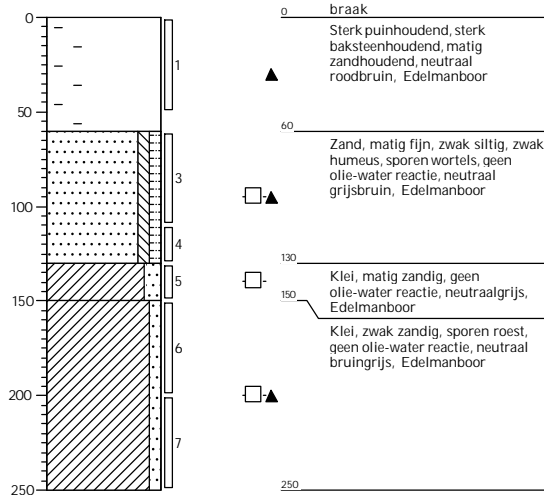 0
50
100
150
200
250
1
3
4
5
6
7
0 braak
Sterk puinhoudend, sterk
baksteenhoudend, matig
zandhoudend, neutraal
roodbruin, Edelmanboor
60
Zand, matig fijn, zwak siltig, zwak
humeus, sporen wortels, geen
olie-water reactie, neutraal
grijsbruin, Edelmanboor
130
Klei, matig zandig, geen
olie-water reactie, neutraalgrijs,
Edelmanboor
150
Klei, zwak zandig, sporen roest,
geen olie-water reactie, neutraal
bruingrijs, Edelmanboor
250